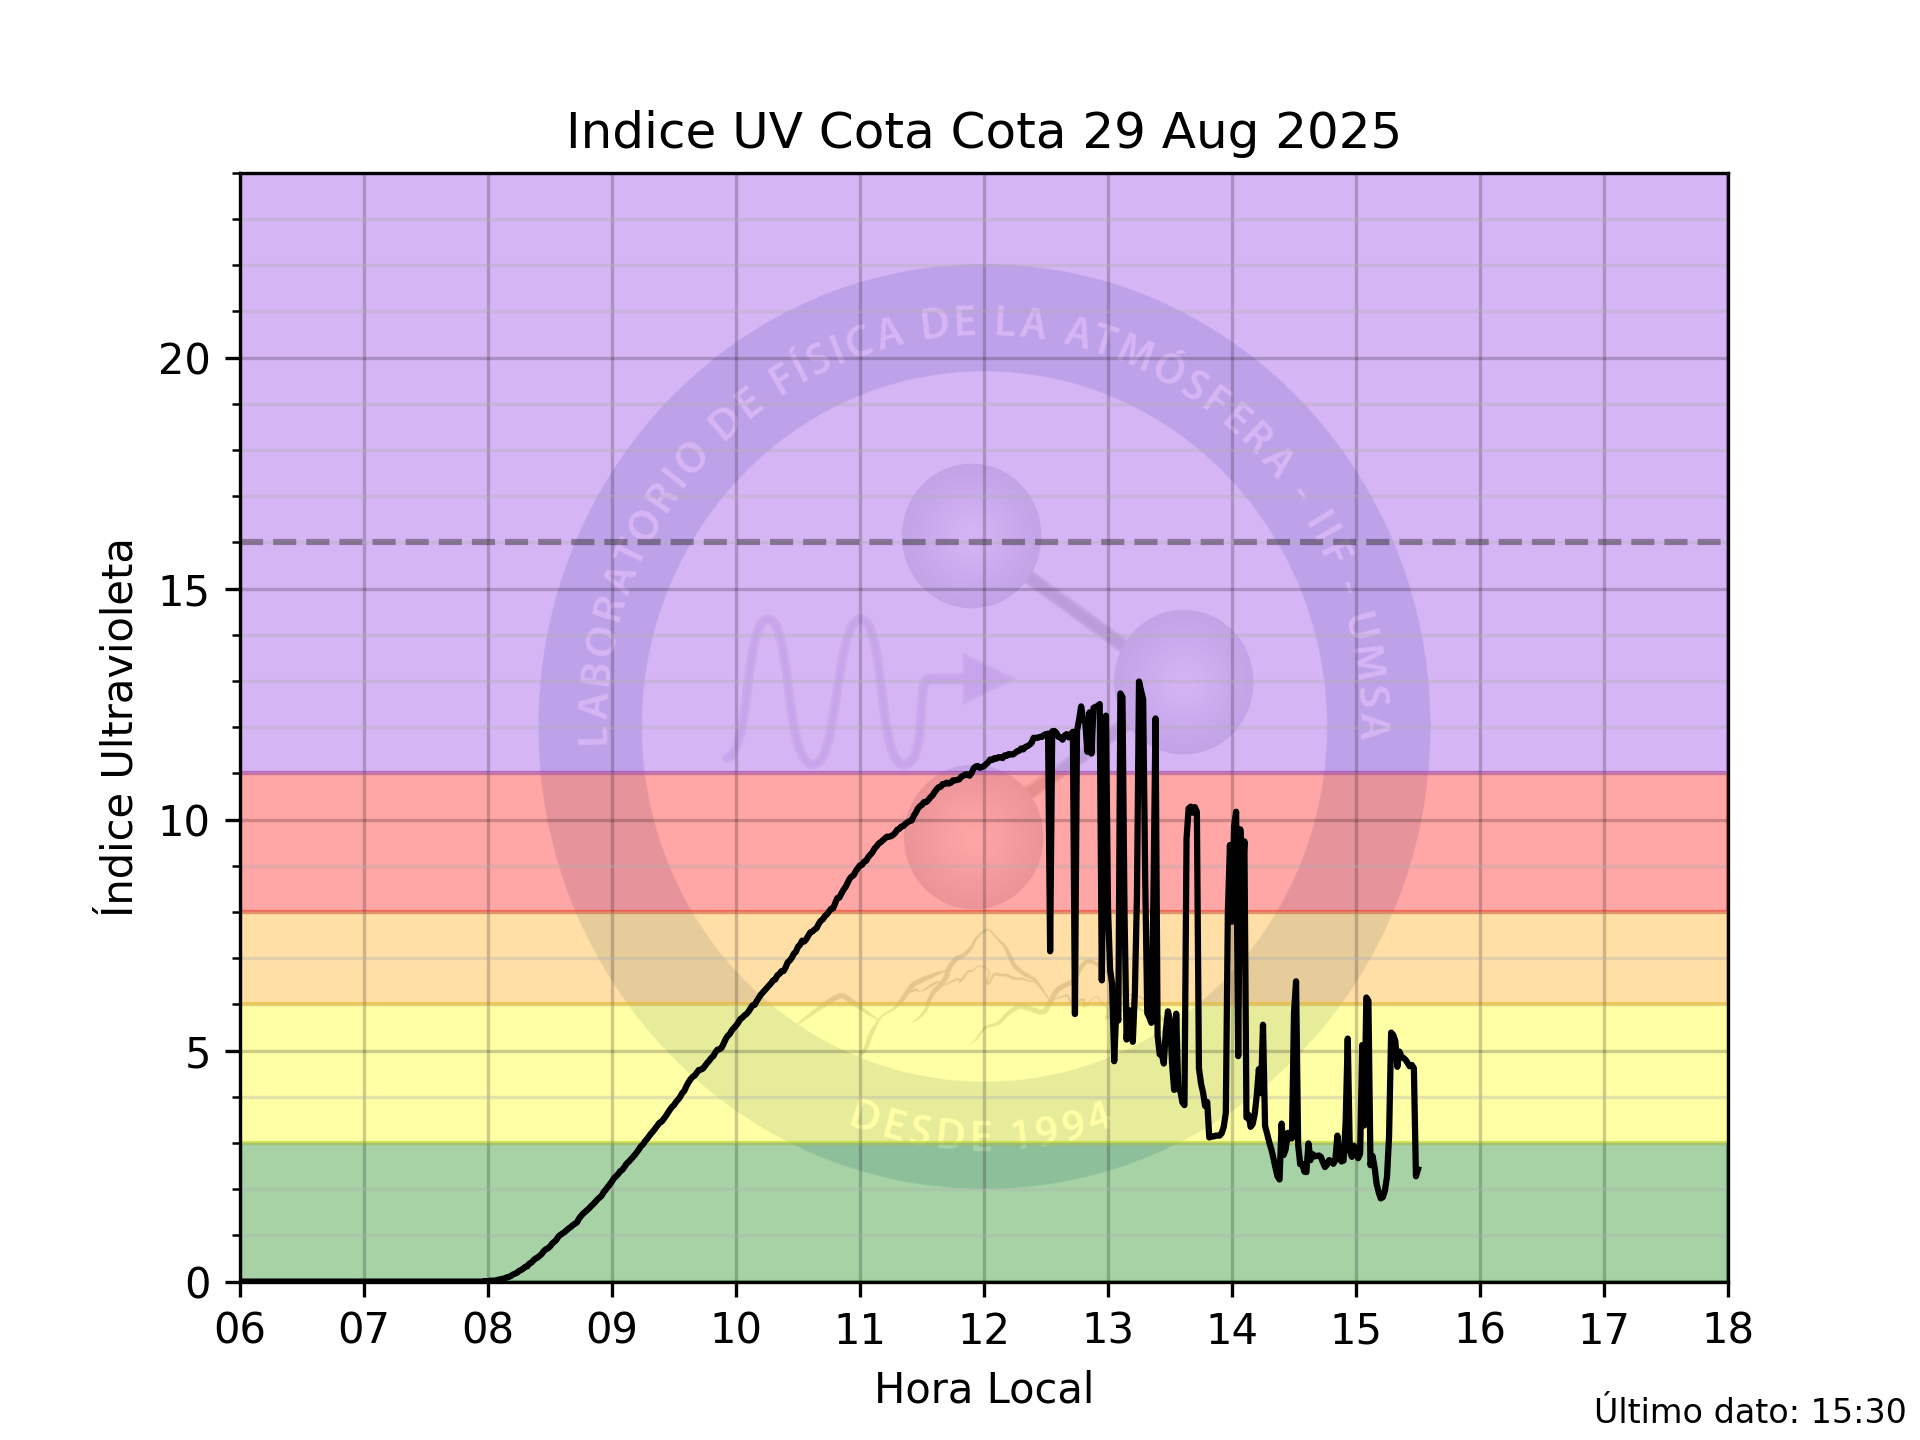 Indice UV Cota Cota 29 Aug 2025
Índice Ultravioleta
20
15
10
5
0
LABORATORIO DE FÍSICA DE LA ATMÓSFERA - IIF - UMSA
DESDE 1994
06 07 08 09 10 11 12 13 14 15 16 17 18
Hora Local
Último dato: 15:30